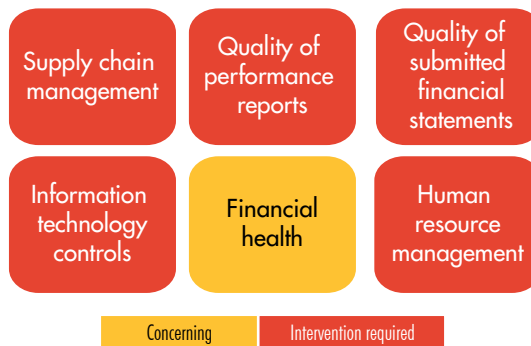 Supply chain
management
Quality of
performance
reports
Quality of
submitted
financial
statements
Information
technology
controls
Financial
health
Human
resource
management
Concerning
Intervention required